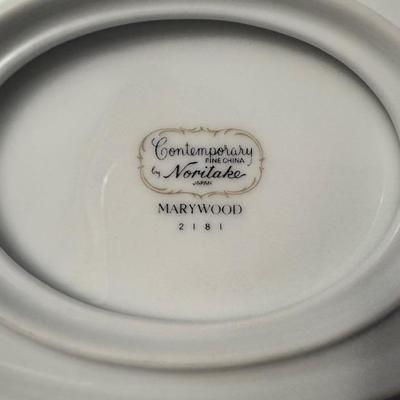 Contemporary
FINE CHINA
by Noritake
JAPAN
MARYWOOD
2181